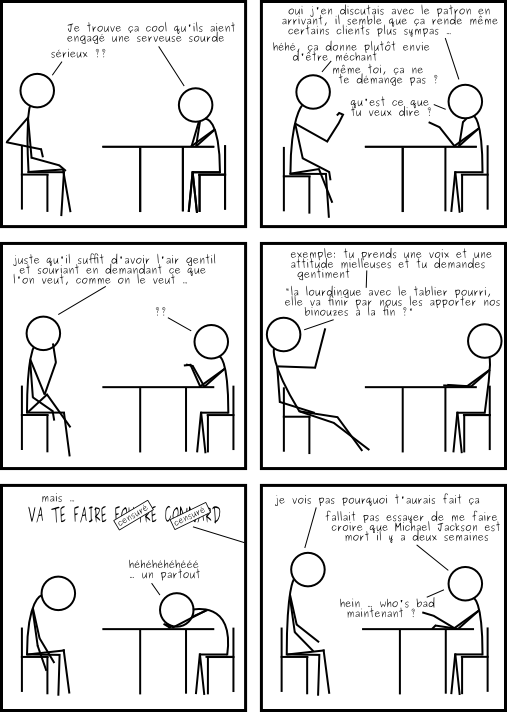 Je trouve ça cool qu'ils aient
engagé une serveuse sourde
sérieux ??
oui j'en discutais avec le patron en
arrivant, il semble que ça rende même
certains clients plus sympas ..
héhé, ça donne plutôt envie
d'être méchant
même toi, ça ne
te démange pas ?
qu'est ce que
tu veux dire ?
juste qu'il suffit d'avoir l'air gentil
et souriant en demandant ce que
l'on veut, comme on le veut ..
??
exemple: tu prends une voix et une
attitude mielleuses et tu demandes
gentiment
"la lourdingue avec le tablier pourri,
elle va finir par nous les apporter nos
binouzes à la fin ?"
mais ..
VA TE FAIRE
censuré
censuré
héhéhéhéhééé
.. un partout
je vois pas pourquoi t'aurais fait ça
fallait pas essayer de me faire
croire que Michael Jackson est
mort il y a deux semaines
hein .. who's bad
maintenant ?